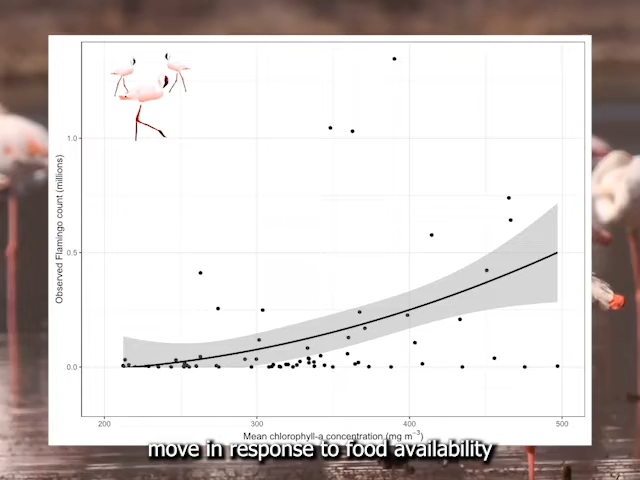 Observed Flamingo count (millions)
1.0
0.5
0.0
200
300
400
500
Mean chlorophyll-a concentration (mg m⁻³)
move in response to food availability